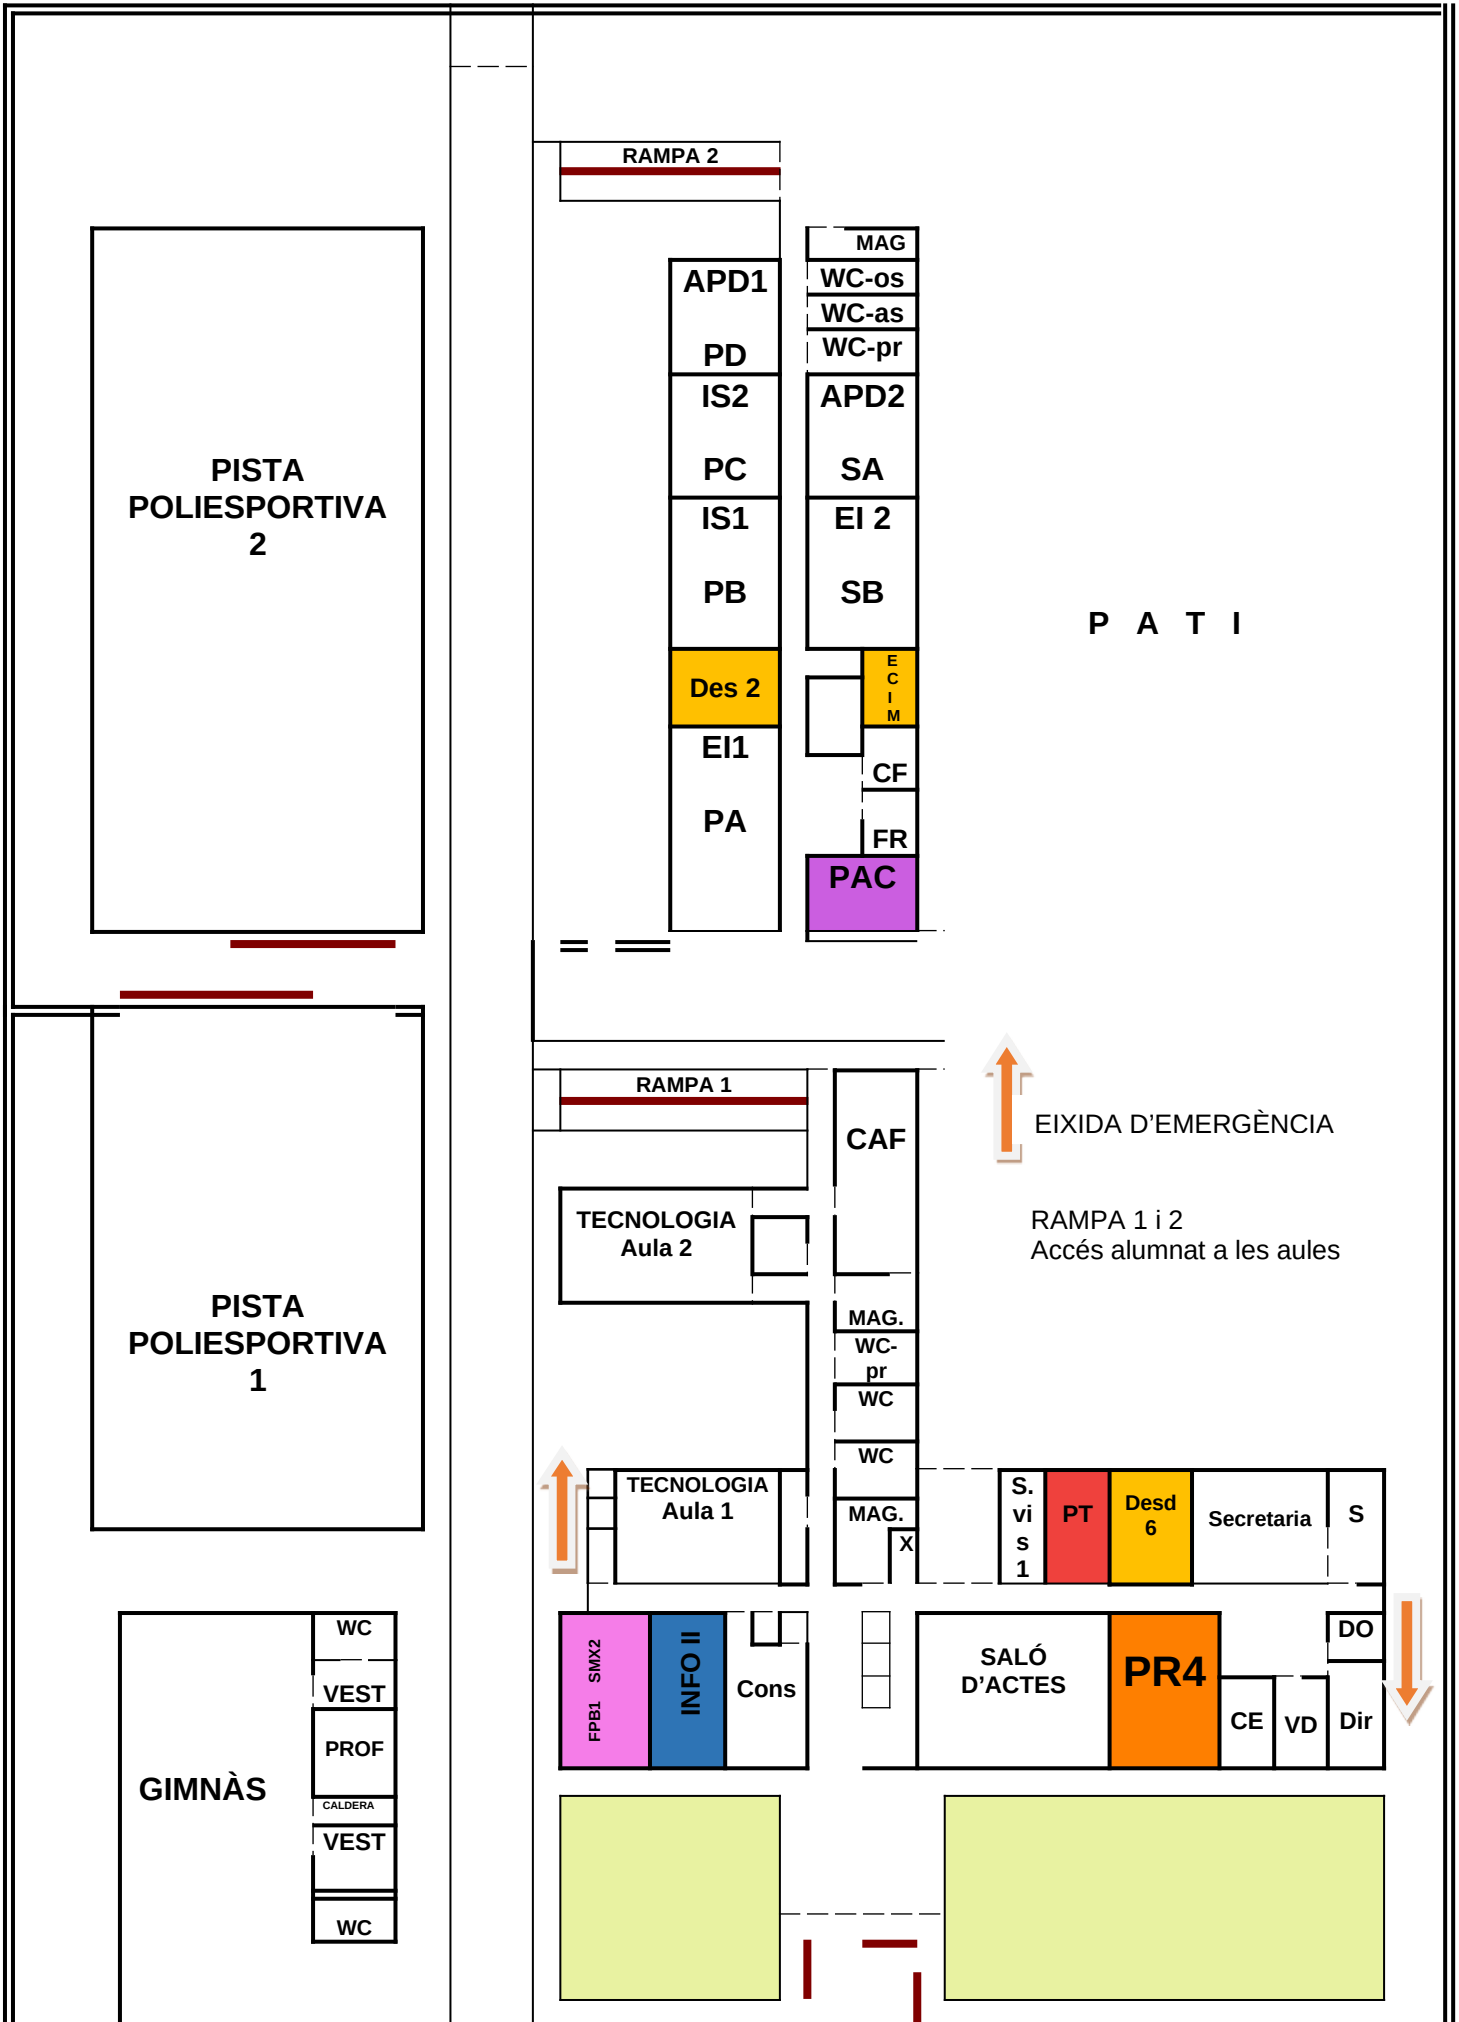 RAMPA 2
MAG
APD1
WC-os
WC-as
PD
WC-pr
IS2
APD2
PC
SA
IS1
EI 2
PB
SB
PISTA
POLIESPORTIVA
2
P A T I
Des 2
E
C
I
M
EI1
CF
PA
FR
PAC
RAMPA 1
CAF
EIXIDA D'EMERGÈNCIA
TECNOLOGIA
Aula 2
RAMPA 1 i 2
Accés alumnat a les aules
PISTA
POLIESPORTIVA
1
MAG.
WC-
pr
WC
WC
TECNOLOGIA
Aula 1
MAG.
X
S.
vi
s
1
PT
Desd
6
Secretaria
S
WC
VEST
PROF
GIMNÀS
CALDERA
VEST
WC
FPB1 SMX2
INFO II
Cons
SALÓ
D’ACTES
PR4
DO
CE
VD
Dir